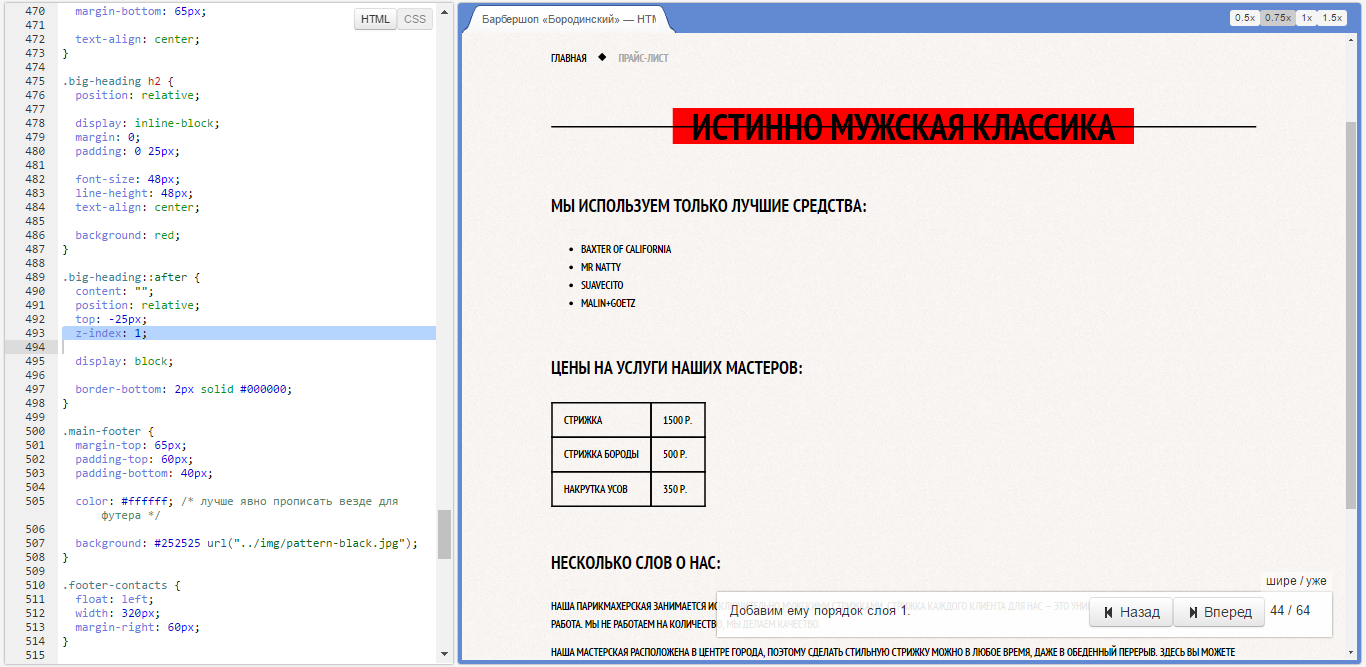 HTML CSS
470 margin-bottom: 65px;
471
472 text-align: center;
473 }
474
475 .big-heading h2 {
476 position: relative;
477
478 display: inline-block;
479 margin: 0;
480 padding: 0 25px;
481
482 font-size: 48px;
483 line-height: 48px;
484 text-align: center;
485
486 background: red;
487 }
488
489 .big-heading::after {
490 content: "";
491 position: relative;
492 top: -25px;
493 z-index: 1;
494
495 display: block;
496
497 border-bottom: 2px solid #000000;
498 }
499
500 .main-footer {
501 margin-top: 65px;
502 padding-top: 60px;
503 padding-bottom: 40px;
504
505 color: #ffffff; /* лучше явно прописать везде для
футера */
506
507 background: #252525 url("../img/pattern-black.jpg");
508 }
509
510 .footer-contacts {
511 float: left;
512 width: 320px;
513 margin-right: 60px;
514 }
515
Барбершоп «Бородинский» — HTM
0.5x 0.75x 1x 1.5x
ГЛАВНАЯ ПРАЙС-ЛИСТ
ИСТИННО МУЖСКАЯ КЛАССИКА
МЫ ИСПОЛЬЗУЕМ ТОЛЬКО ЛУЧШИЕ СРЕДСТВА:
BAXTER OF CALIFORNIA
MR NATTY
SUAVECITO
MALIN+GOETZ
ЦЕНЫ НА УСЛУГИ НАШИХ МАСТЕРОВ:
СТРИЖКА 1500 Р.
СТРИЖКА БОРОДЫ 500 Р.
НАКРУТКА УСОВ 350 Р.
НЕСКОЛЬКО СЛОВ О НАС:
шире / уже
НАША ПАРИКМАХЕРСКАЯ ЗАНИМАЕТСЯ
РАБОТА. МЫ НЕ РАБОТАЕМ НА КОЛИЧЕСТВО, МЫ ДЕЛАЕМ КАЧЕСТВО.
Добавим ему порядок слоя 1.
Назад Вперед 44 / 64
НАША МАСТЕРСКАЯ РАСПОЛОЖЕНА В ЦЕНТРЕ ГОРОДА, ПОЭТОМУ СДЕЛАТЬ СТИЛЬНУЮ СТРИЖКУ МОЖНО В ЛЮБОЕ ВРЕМЯ, ДАЖЕ В ОБЕДЕННЫЙ ПЕРЕРЫВ. ЗДЕСЬ ВЫ МОЖЕТЕ